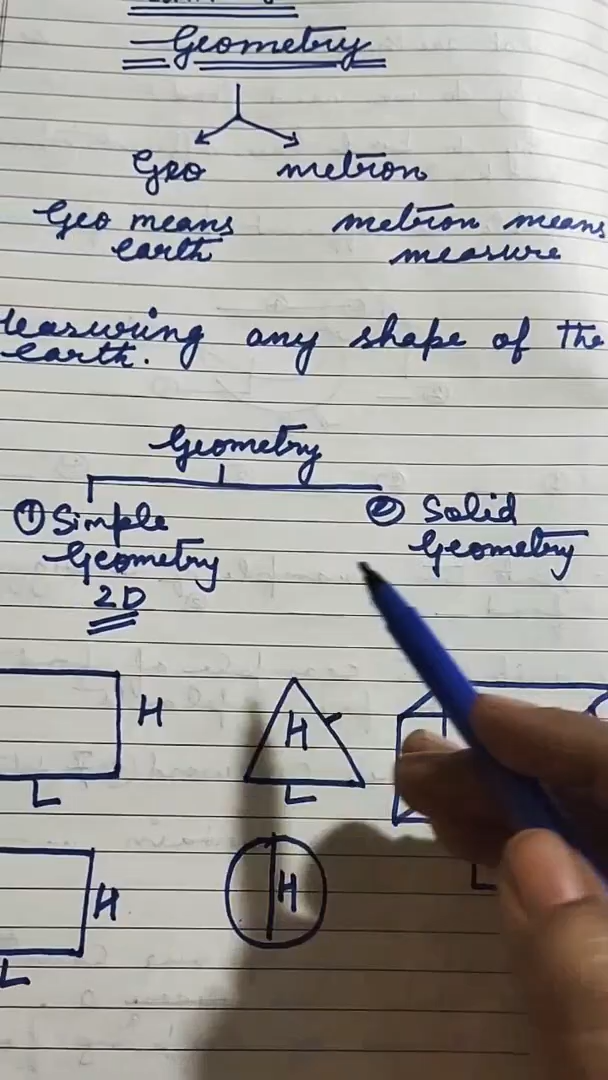 Geometry
Geo metron
Geo means metron means
earth measure
easuring any shape of the
earth.
Geometry
① Simple ② Solid
Geometry Geometry
2D
H
H
L
L
H
H
L
L